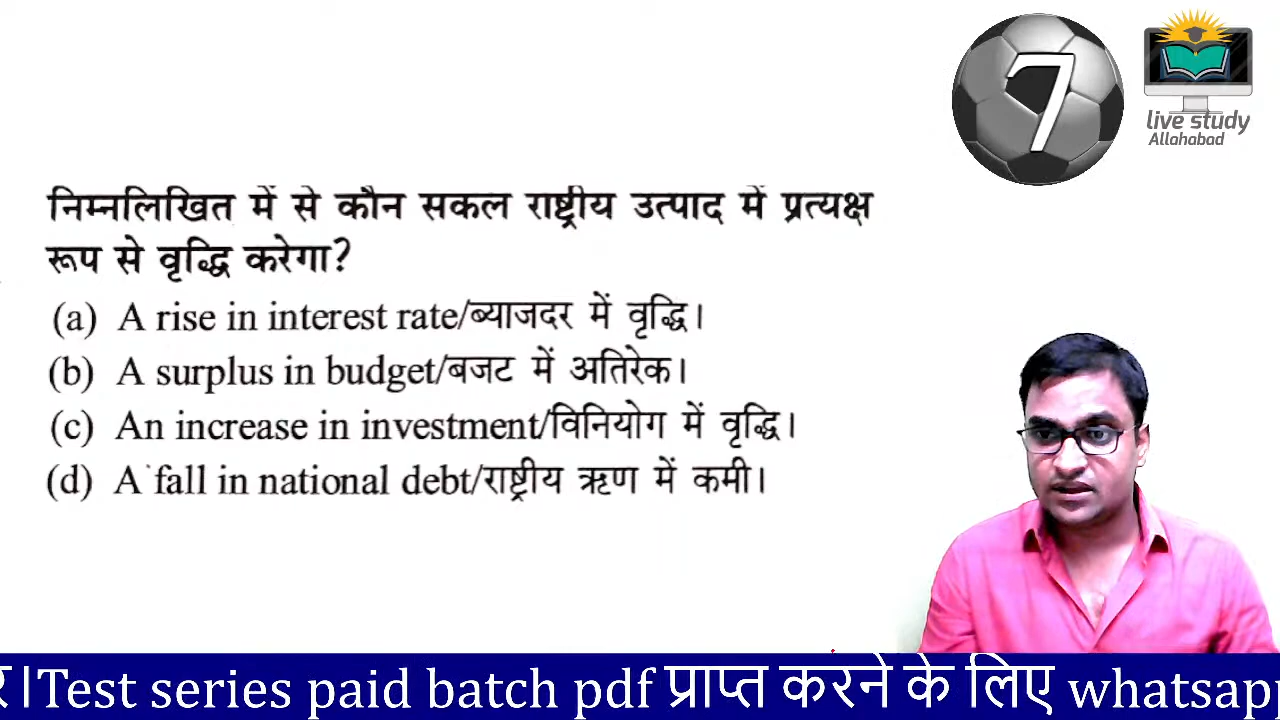 7
live study
Allahabad
निम्नलिखित में से कौन सकल राष्ट्रीय उत्पाद में प्रत्यक्ष
रूप से वृद्धि करेगा?
(a) A rise in interest rate/ब्याजदर में वृद्धि।
(b) A surplus in budget/बजट में अतिरेक।
(c) An increase in investment/विनियोग में वृद्धि।
(d) A fall in national debt/राष्ट्रीय ऋण में कमी।
र।Test series paid batch pdf प्राप्त करने के लिए whatsapp